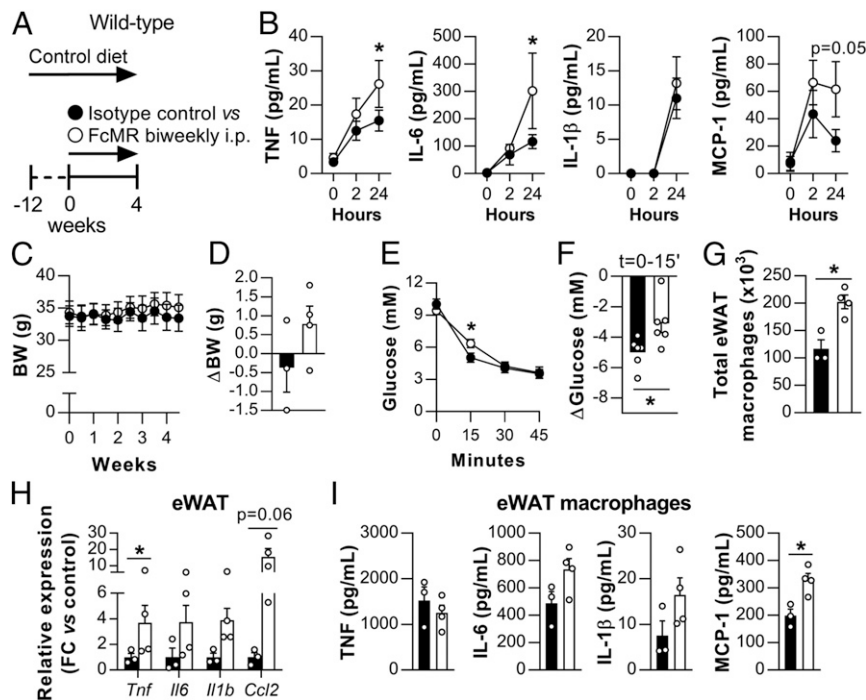 A
Wild-type
Control diet
Isotype control vs
FcMR biweekly i.p.
-12 0 4
weeks
B
TNF (pg/mL)
40
30
20
10
0
*
0 2 24
Hours
IL-6 (pg/mL)
500
400
300
200
100
0
*
0 2 24
Hours
IL-1β (pg/mL)
20
15
10
5
0
0 2 24
Hours
MCP-1 (pg/mL)
100
80
60
40
20
0
p=0.05
0 2 24
Hours
C
BW (g)
40
35
30
25
0
0 1 2 3 4
Weeks
D
ΔBW (g)
2.0
1.5
1.0
0.5
0.0
-0.5
-1.0
-1.5
E
Glucose (mM)
12
9
6
3
0
*
0 15 30 45
Minutes
F
t=0-15'
ΔGlucose (mM)
0
-2
-4
-6
-8
*
G
Total eWAT
macrophages (x10³)
250
200
150
100
50
0
*
H
eWAT
Relative expression
(FC vs control)
30
20
10
8
6
4
2
0
*
p=0.06
Tnf Il6 Il1b Ccl2
I
eWAT macrophages
TNF (pg/mL)
3000
2000
1000
0
IL-6 (pg/mL)
1000
800
600
400
200
0
IL-1β (pg/mL)
30
20
10
0
MCP-1 (pg/mL)
600
400
200
0
*